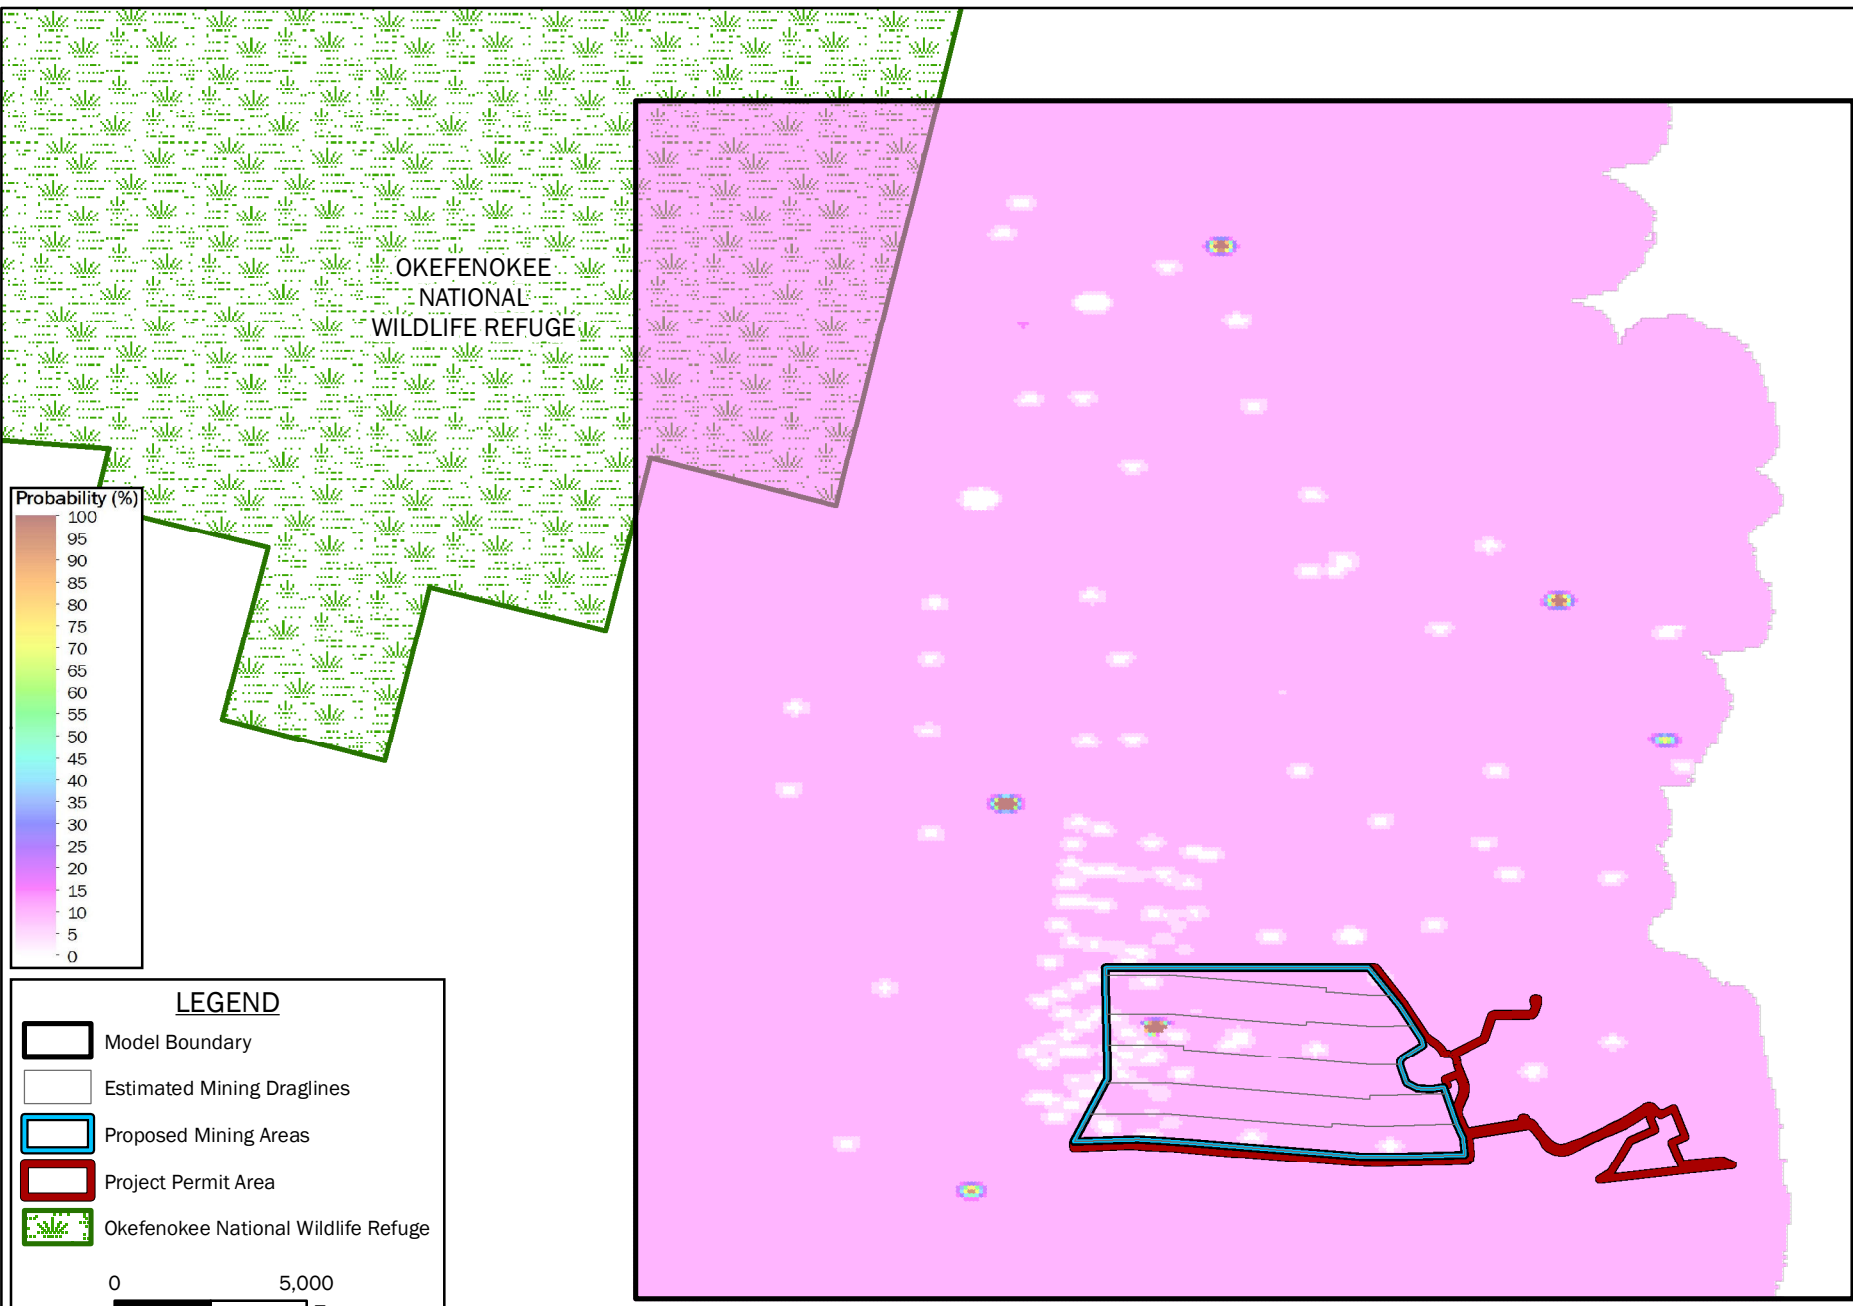 OKEFENOKEE
NATIONAL
WILDLIFE REFUGE
Probability (%)
100
95
90
85
80
75
70
65
60
55
50
45
40
35
30
25
20
15
10
5
0
LEGEND
Model Boundary
Estimated Mining Draglines
Proposed Mining Areas
Project Permit Area
Okefenokee National Wildlife Refuge
0 5,000